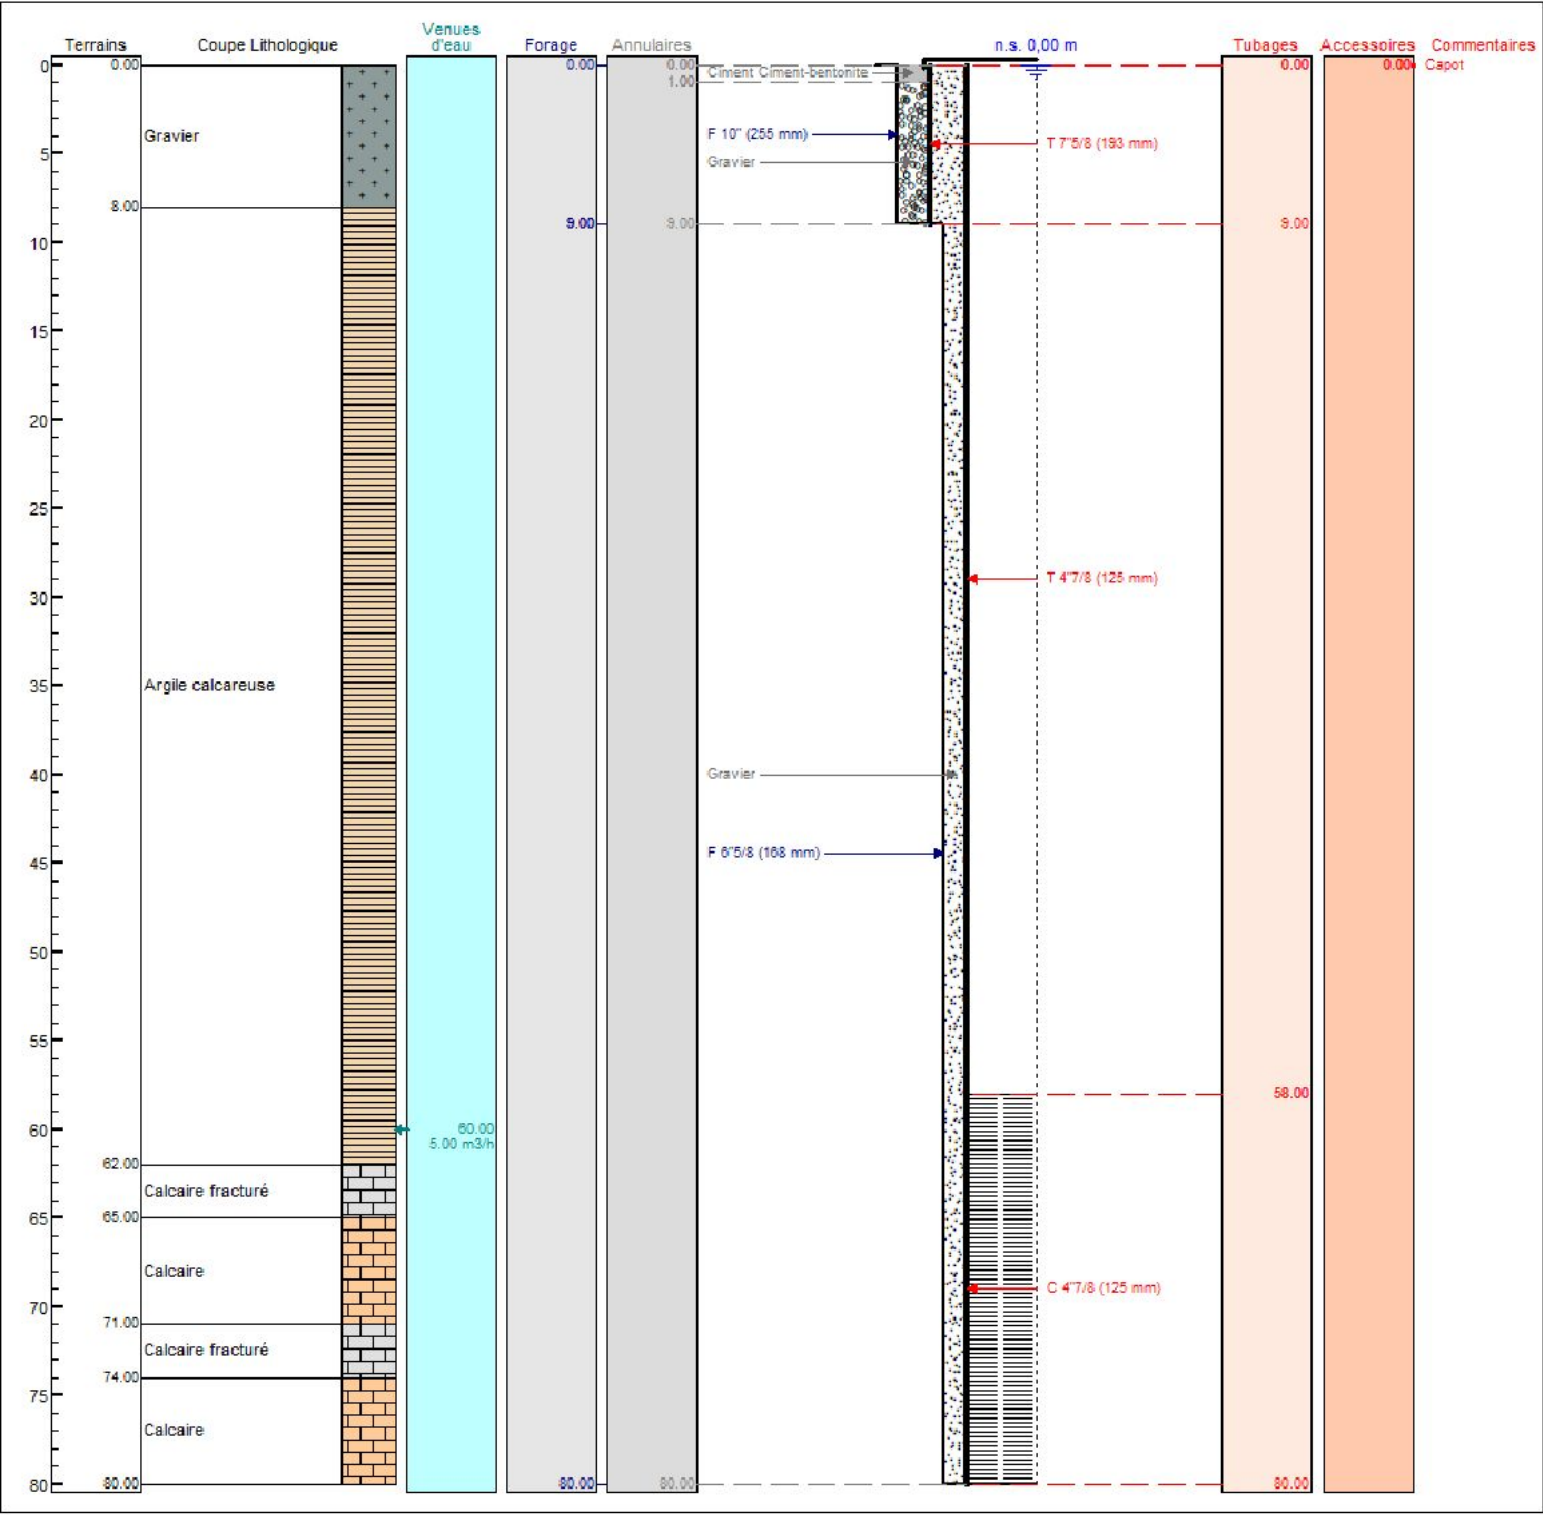 Terrains
Coupe Lithologique
Venues
d'eau
Forage
Annulaires
n.s. 0,00 m
Tubages
Accessoires
Commentaires
0
0.00
0.00
0.00
Ciment Ciment-bentonite
0.00
0.00
Capot
1.00
Gravier
F 10" (255 mm)
T 7"5/8 (193 mm)
5
Gravier
8.00
9.00
9.00
9.00
10
15
20
25
T 4"7/8 (125 mm)
30
35
Argile calcareuse
40
Gravier
45
F 6"5/8 (168 mm)
50
55
58.00
60
60.00
5.00 m3/h
62.00
Calcaire fracturé
65
65.00
Calcaire
C 4"7/8 (125 mm)
70
71.00
Calcaire fracturé
74.00
75
Calcaire
80
80.00
80.00
80.00
80.00